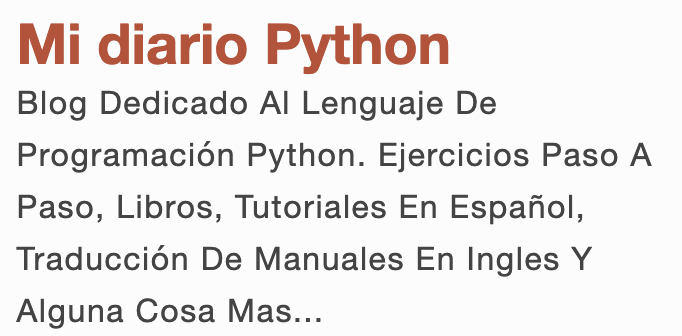 Mi diario Python
Blog Dedicado Al Lenguaje De
Programación Python. Ejercicios Paso A
Paso, Libros, Tutoriales En Español,
Traducción De Manuales En Ingles Y
Alguna Cosa Mas...